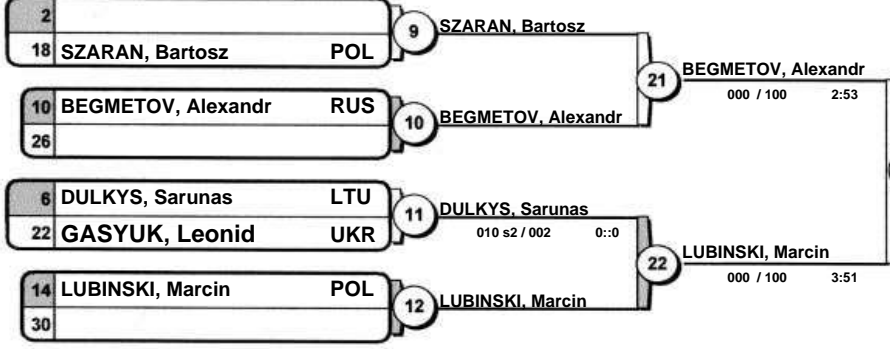 2
18 SZARAN, Bartosz POL
9
SZARAN, Bartosz
10 BEGMETOV, Alexandr RUS
26
10
BEGMETOV, Alexandr
21
BEGMETOV, Alexandr
000 / 100 2:53
6 DULKYS, Sarunas LTU
22 GASYUK, Leonid UKR
11
DULKYS, Sarunas
010 s2 / 002 0::0
14 LUBINSKI, Marcin POL
30
12
LUBINSKI, Marcin
22
LUBINSKI, Marcin
000 / 100 3:51